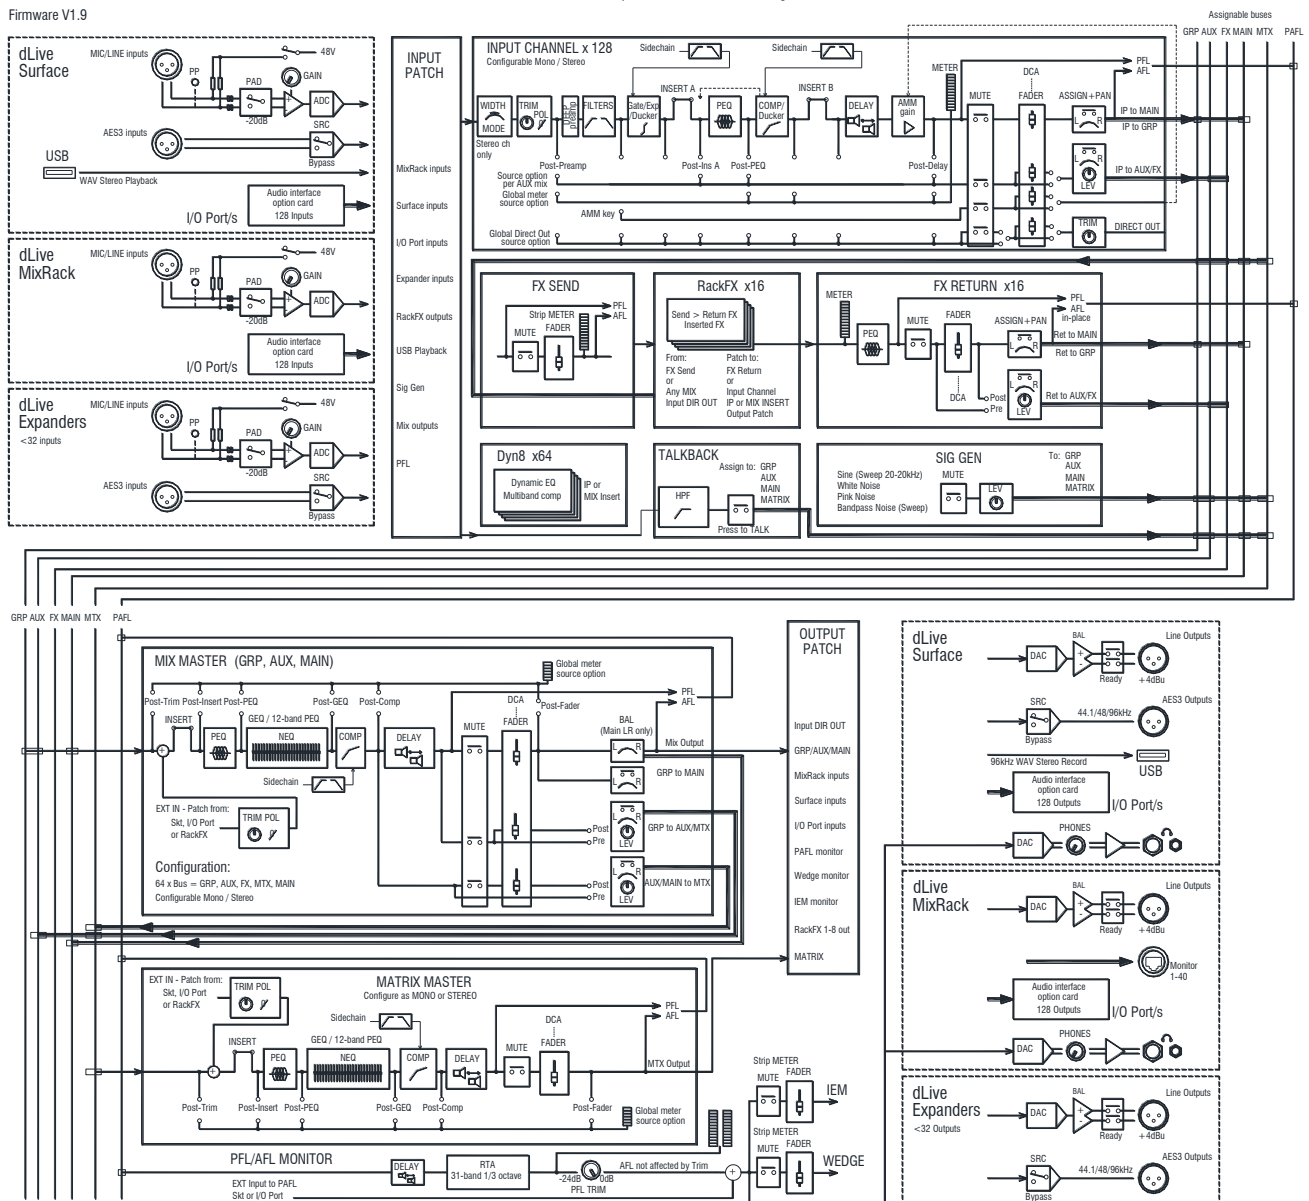 Firmware V1.9
Assignable buses
GRP AUX FX MAIN MTX PAFL
dLive
Surface
MIC/LINE inputs
PP
48V
GAIN
PAD
-20dB
ADC
AES3 inputs
SRC
Bypass
USB
WAV Stereo Playback
Audio interface
option card
128 Inputs
I/O Port/s
dLive
MixRack
MIC/LINE inputs
PP
48V
GAIN
PAD
-20dB
ADC
Audio interface
option card
128 Inputs
I/O Port/s
dLive
Expanders
<32 inputs
MIC/LINE inputs
PP
48V
GAIN
PAD
-20dB
ADC
AES3 inputs
SRC
Bypass
INPUT
PATCH
MixRack inputs
Surface inputs
I/O Port inputs
Expander inputs
RackFX outputs
USB Playback
Sig Gen
Mix outputs
PFL
INPUT CHANNEL x 128
Configurable Mono / Stereo
Sidechain
Sidechain
METER
PFL
AFL
WIDTH
MODE
Stereo ch
only
TRIM
POL
FILTERS
Gate/Exp
/Ducker
INSERT A
PEQ
COMP/
Ducker
INSERT B
DELAY
AMM
gain
MUTE
DCA
FADER
ASSIGN+PAN
L R
IP to MAIN
IP to GRP
L R
LEV
IP to AUX/FX
TRIM
DIRECT OUT
Post-Preamp
Post-Ins A
Post-PEQ
Post-Delay
Source option
per AUX mix
Global meter
source option
AMM key
Global Direct Out
source option
FX SEND
Strip METER
MUTE
FADER
PFL
AFL
RackFX x16
Send > Return FX
Inserted FX
From:
FX Send
or
Any MIX
Input DIR OUT
Patch to:
FX Return
or
Input Channel
IP or MIX INSERT
Output Patch
FX RETURN x16
METER
PEQ
MUTE
FADER
DCA
ASSIGN+PAN
PFL
AFL
in-place
L R
Ret to MAIN
Ret to GRP
L R
LEV
Post
Pre
Ret to AUX/FX
Dyn8 x64
Dynamic EQ
Multiband comp
IP or
MIX Insert
TALKBACK
Assign to: GRP
AUX
MAIN
MATRIX
HPF
Press to TALK
SIG GEN
Sine (Sweep 20-20kHz)
White Noise
Pink Noise
Bandpass Noise (Sweep)
MUTE
LEV
To: GRP
AUX
MAIN
MATRIX
GRP AUX FX MAIN MTX PAFL
MIX MASTER (GRP, AUX, MAIN)
Global meter
source option
Post-Trim
Post-Insert
Post-PEQ
Post-GEQ
Post-Comp
Post-Fader
INSERT
PEQ
GEQ / 12-band PEQ
NEQ
COMP
DELAY
Sidechain
MUTE
DCA
FADER
PFL
AFL
BAL
(Main LR only)
L R
Mix Output
L R
GRP to MAIN
L R
LEV
Post
Pre
GRP to AUX/MTX
L R
LEV
Post
Pre
AUX/MAIN to MTX
EXT IN - Patch from:
Skt, I/O Port
or RackFX
TRIM POL
Configuration:
64 x Bus = GRP, AUX, FX, MTX, MAIN
Configurable Mono / Stereo
OUTPUT
PATCH
Input DIR OUT
GRP/AUX/MAIN
MixRack inputs
Surface inputs
I/O Port inputs
PAFL monitor
Wedge monitor
IEM monitor
RackFX 1-8 out
MATRIX
MATRIX MASTER
Configure as MONO or STEREO
EXT IN - Patch from:
Skt, I/O Port
or RackFX
TRIM POL
Sidechain
INSERT
PEQ
GEQ / 12-band PEQ
NEQ
COMP
DELAY
MUTE
DCA
FADER
PFL
AFL
MTX Output
Post-Trim
Post-Insert
Post-PEQ
Post-GEQ
Post-Comp
Post-Fader
Global meter
source option
PFL/AFL MONITOR
EXT Input to PAFL
Skt or I/O Port
DELAY
RTA
31-band 1/3 octave
-24dB 0dB
PFL TRIM
AFL not affected by Trim
Strip METER
MUTE
FADER
IEM
Strip METER
MUTE
FADER
WEDGE
dLive
Surface
DAC
BAL
Ready
Line Outputs
+4dBu
SRC
Bypass
44.1/48/96kHz
AES3 Outputs
96kHz WAV Stereo Record
USB
Audio interface
option card
128 Outputs
I/O Port/s
DAC
PHONES
dLive
MixRack
DAC
BAL
Ready
Line Outputs
+4dBu
Monitor
1-40
Audio interface
option card
128 Outputs
I/O Port/s
DAC
PHONES
dLive
Expanders
<32 Outputs
DAC
BAL
Ready
Line Outputs
+4dBu
SRC
Bypass
44.1/48/96kHz
AES3 Outputs